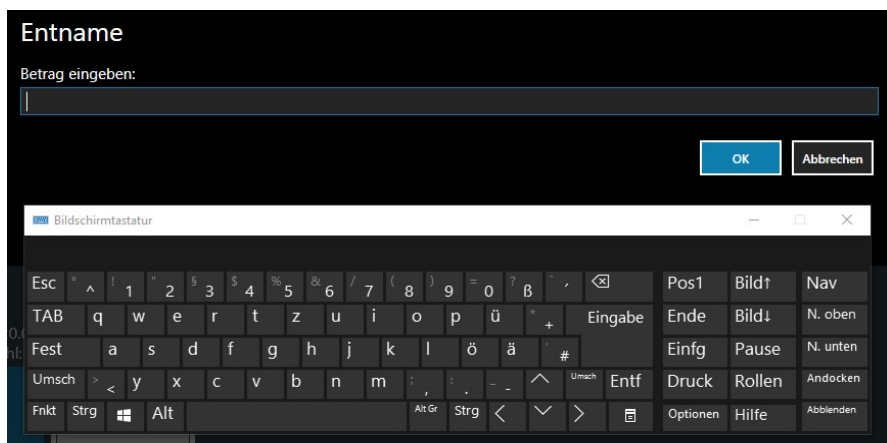 Entname
Betrag eingeben:
OK Abbrechen
Bildschirmtastatur
Esc ° ^ ! 1 " 2 § 3 $ 4 % 5 & 6 / 7 ( 8 ) 9 = 0 ? ß ` ´ Pos1 Bild↑ Nav
TAB q w e r t z u i o p ü * + Eingabe Ende Bild↓ N. oben
Fest a s d f g h j k l ö ä ' # Einfg Pause N. unten
Umsch > < y x c v b n m ; , : . _ - Umsch Entf Druck Rollen Andocken
Fnkt Strg Alt Alt Gr Strg Optionen Hilfe Abblenden